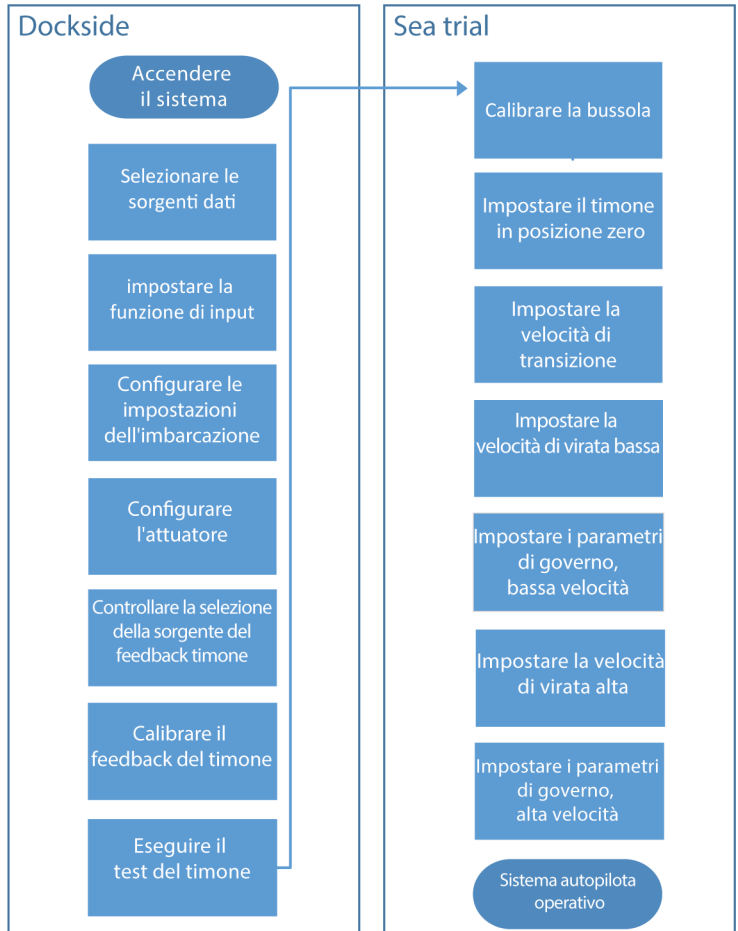 Dockside
Accendere
il sistema
Selezionare le
sorgenti dati
impostare la
funzione di input
Configurare le
impostazioni
dell'imbarcazione
Configurare
l'attuatore
Controllare la selezione
della sorgente del
feedback timone
Calibrare il
feedback del timone
Eseguire il
test del timone
Sea trial
Calibrare la bussola
Impostare il timone
in posizione zero
Impostare la
velocità di
transizione
Impostare la
velocità di virata bassa
Impostare i parametri
di governo,
bassa velocità
Impostare la velocità
di virata alta
Impostare i parametri
di governo,
alta velocità
Sistema autopilota
operativo